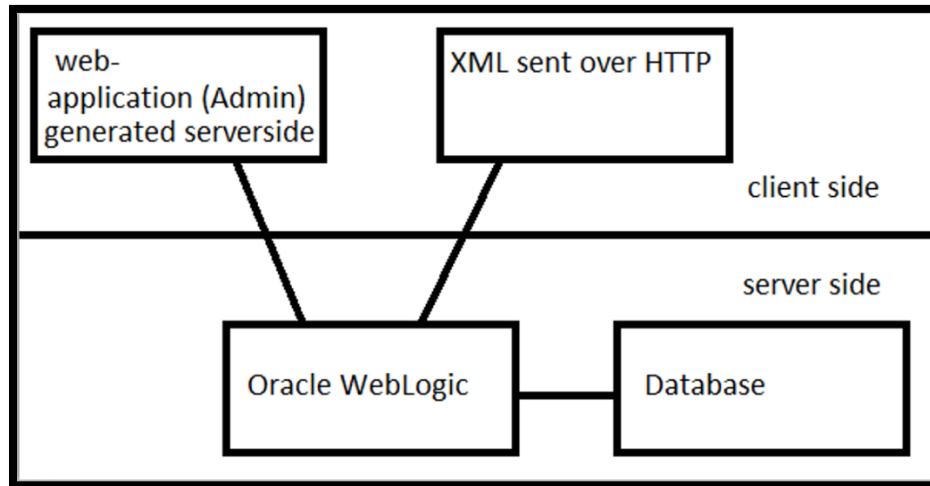 web-
application (Admin)
generated serverside
XML sent over HTTP
client side
server side
Oracle WebLogic
Database